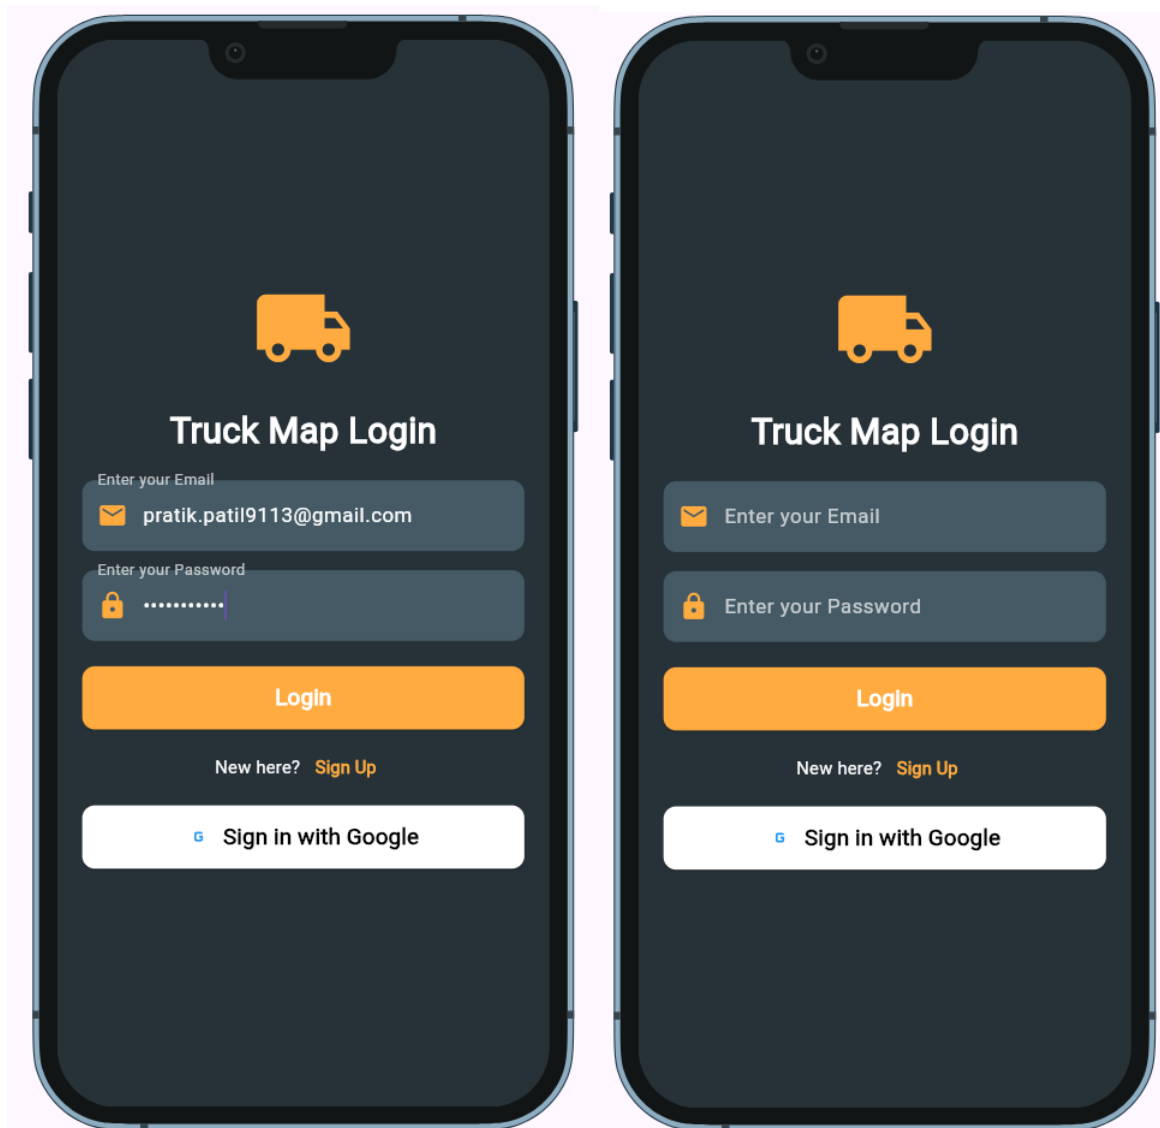 Truck Map Login
Enter your Email
pratik.patil9113@gmail.com
Enter your Password
•••••••••••
Login
New here? Sign Up
G Sign in with Google
Truck Map Login
Enter your Email
Enter your Password
Login
New here? Sign Up
G Sign in with Google